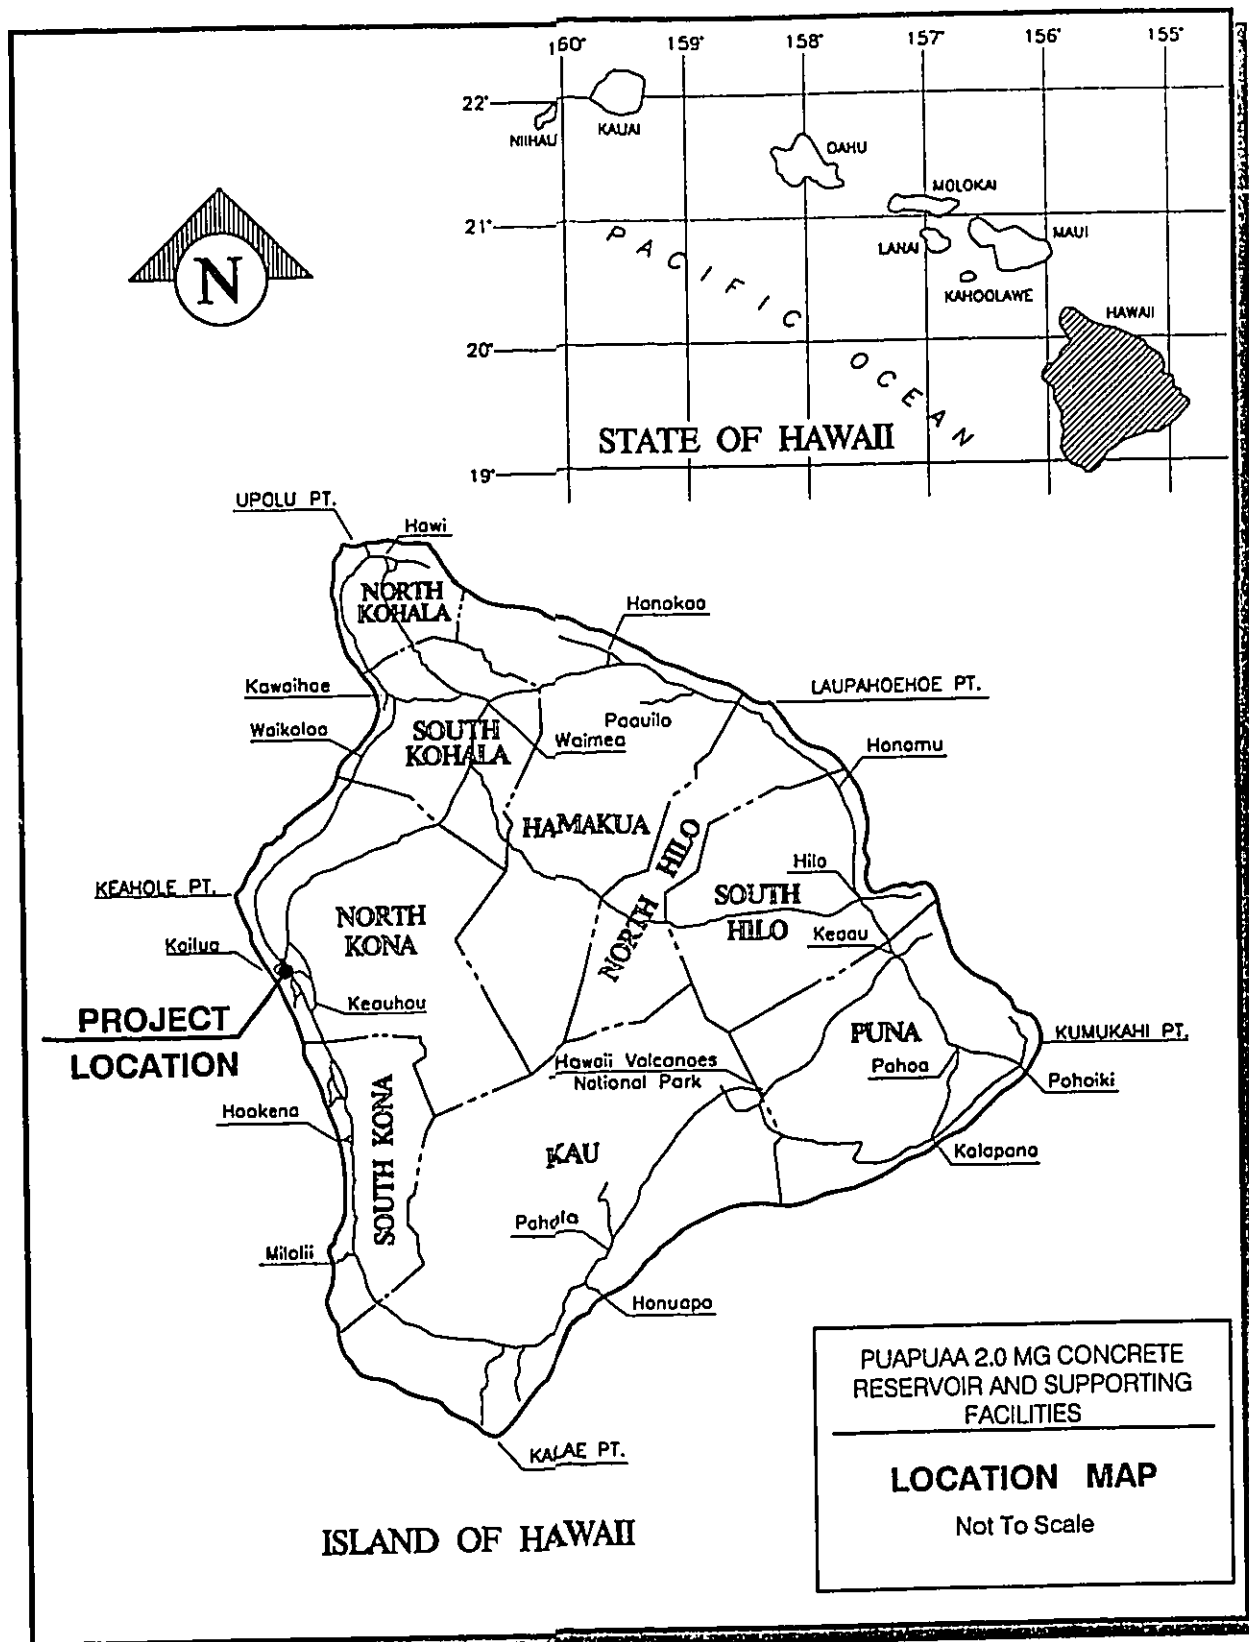 160° 159° 158° 157° 156° 155°
22°
NIIHAU
KAUAI
OAHU
MOLOKAI
21°
LANAI
MAUI
KAHOOLAWE
PACIFIC OCEAN
HAWAII
20°
STATE OF HAWAII
19°
N
UPOLU PT.
Hawi
NORTH
KOHALA
Honokaa
Kawaihae
LAUPAHOEHOE PT.
Waikoloa
SOUTH
KOHALA
Paauilo
Waimea
Honomu
HAMAKUA
NORTH HILO
Hilo
KEAHOLE PT.
NORTH
KONA
SOUTH
HILO
Keaau
Kailua
Keauhou
PROJECT
LOCATION
PUNA
KUMUKAHI PT.
Hawaii Volcanoes
National Park
Pahoa
Pohoiki
Hookena
SOUTH KONA
KAU
Kalapana
Pahala
Milolii
Honuapo
KALAE PT.
ISLAND OF HAWAII
PUAPUAA 2.0 MG CONCRETE
RESERVOIR AND SUPPORTING
FACILITIES
LOCATION MAP
Not To Scale